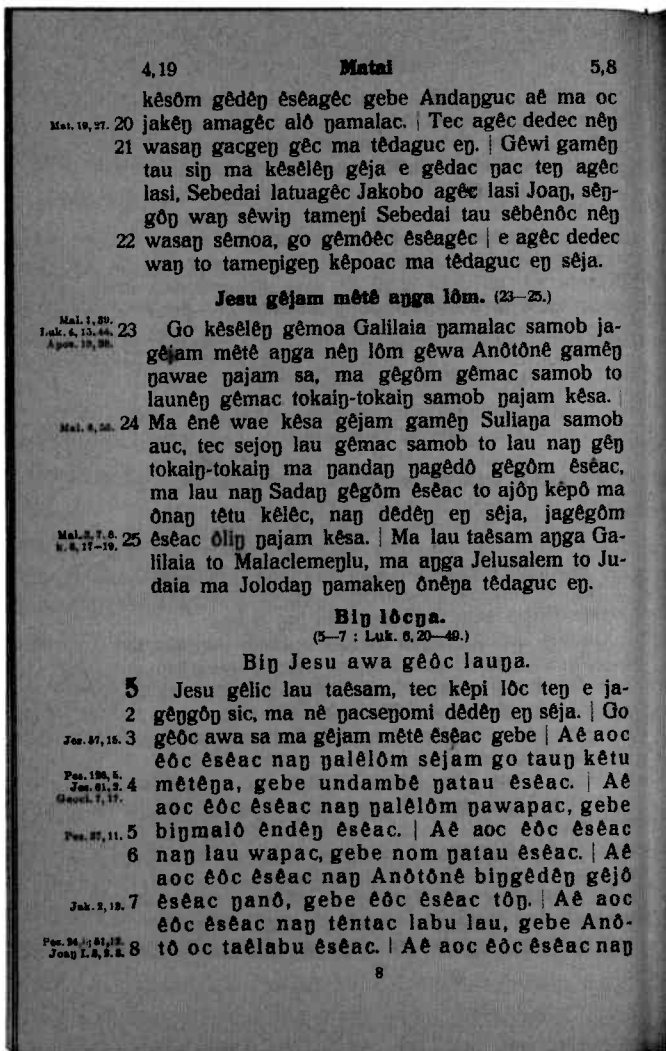 4,19 Matai 5,8
kêsôm gêdêŋ êsêagêc gebe Andaŋguc aê ma oc
Mat. 19, 27. 20 jakêŋ amagêc alô ŋamalac. | Tec agêc dedec nêŋ
21 wasaŋ gacgeŋ gêc ma têdaguc eŋ. | Gêwi gamêŋ
tau siŋ ma kêsêlêŋ gêja e gêdac ŋac teŋ agêc
lasi, Sebedai latuagêc Jakobo agêc lasi Joaŋ, sêŋ-
gôŋ waŋ sêwiŋ tameŋi Sebedai tau sêbênôc nêŋ
22 wasaŋ sêmoa, go gêmôêc êsêagêc | e agêc dedec
waŋ to tameŋigeŋ kêpoac ma têdaguc eŋ sêja.
Jesu gêjam mêtê aŋga lôm. (23—25.)
23 Go kêsêlêŋ gêmoa Galilaia ŋamalac samob ja-
gêjam mêtê aŋga nêŋ lôm gêwa Anôtônê gamêŋ
ŋawae ŋajam sa, ma gêgôm gêmac samob to
launêŋ gêmac tokaiŋ-tokaiŋ samob ŋajam kêsa. |
24 Ma ênê wae kêsa gêjam gamêŋ Suliaŋa samob
auc, tec sejoŋ lau gêmac samob to lau naŋ gêŋ
tokaiŋ-tokaiŋ ma ŋandaŋ ŋagêdô gêgôm êsêac,
ma lau naŋ Sadaŋ gêgôm êsêac to ajôŋ kêpô ma
ônaŋ têtu kêlêc, naŋ dêdêŋ eŋ sêja, jagêgôm
25 êsêac ôliŋ ŋajam kêsa. | Ma lau taêsam aŋga Ga-
lilaia to Malaclemeŋlu, ma aŋga Jelusalem to Ju-
daia ma Jolodaŋ ŋamakeŋ ônêŋa têdaguc eŋ.
Biŋ lôcŋa.
(5—7 : Luk. 6, 20—49.)
Biŋ Jesu awa gêôc lauŋa.
5 Jesu gêlic lau taêsam, tec kêpi lôc teŋ e ja-
2 gêŋgôŋ sic, ma nê ŋacseŋomi dêdêŋ eŋ sêja. | Go
Jes. 57, 15. 3 gêôc awa sa ma gêjam mêtê êsêac gebe | Aê aoc
êôc êsêac naŋ ŋalêlôm sêjam go tauŋ kêtu
4 mêtêŋa, gebe undambê ŋatau êsêac. | Aê
aoc êôc êsêac naŋ ŋalêlôm ŋawapac, gebe
Pos. 37, 11. 5 biŋmalô êndêŋ êsêac. | Aê aoc êôc êsêac
6 naŋ lau wapac, gebe nom ŋatau êsêac. | Aê
aoc êôc êsêac naŋ Anôtônê biŋgêdêŋ gêjô
Jak. 2, 13. 7 êsêac ŋanô, gebe êôc êsêac tôŋ. | Aê aoc
êôc êsêac naŋ têntac labu lau, gebe Anô-
8 tô oc taêlabu êsêac. | Aê aoc êôc êsêac naŋ
8